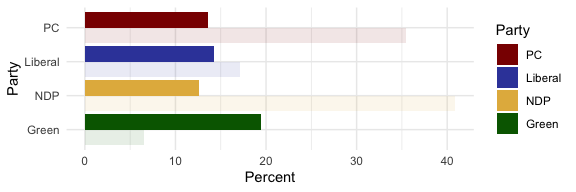 Party
PC
Liberal
NDP
Green
0 10 20 30 40
Percent
Party
PC
Liberal
NDP
Green